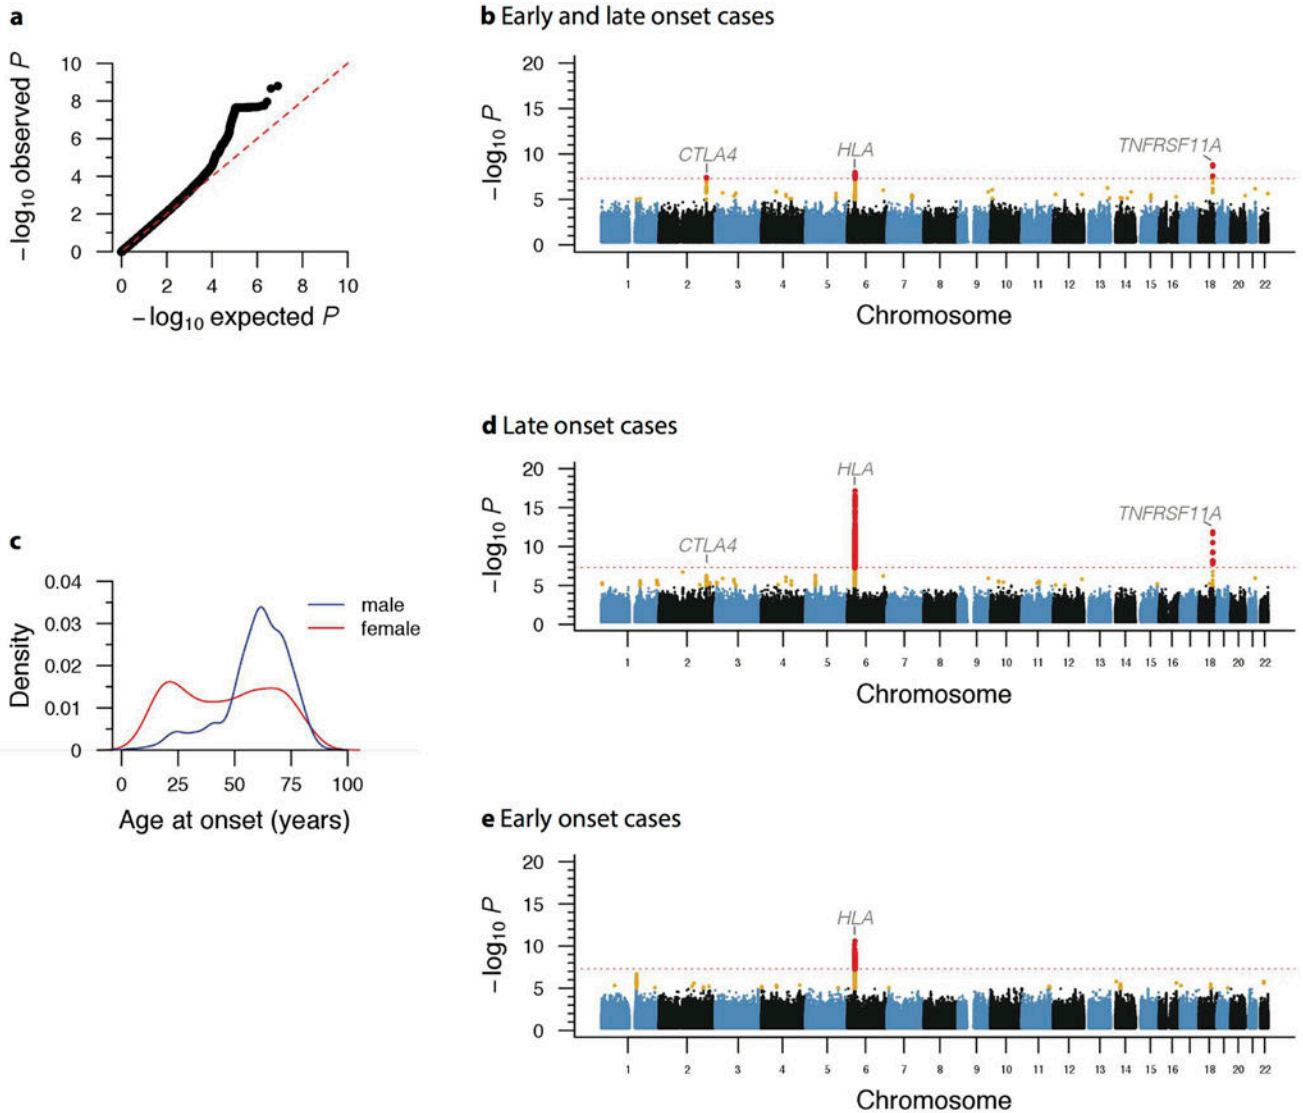 a
−log10 observed P
10
8
6
4
2
0
0 2 4 6 8 10
−log10 expected P
b Early and late onset cases
−log10 P
20
15
10
5
0
CTLA4
HLA
TNFRSF11A
1 2 3 4 5 6 7 8 9 10 11 12 13 14 15 16 18 20 22
Chromosome
c
Density
0.04
0.03
0.02
0.01
0
male
female
0 25 50 75 100
Age at onset (years)
d Late onset cases
−log10 P
20
15
10
5
0
CTLA4
HLA
TNFRSF11A
1 2 3 4 5 6 7 8 9 10 11 12 13 14 15 16 18 20 22
Chromosome
e Early onset cases
−log10 P
20
15
10
5
0
HLA
1 2 3 4 5 6 7 8 9 10 11 12 13 14 15 16 18 20 22
Chromosome